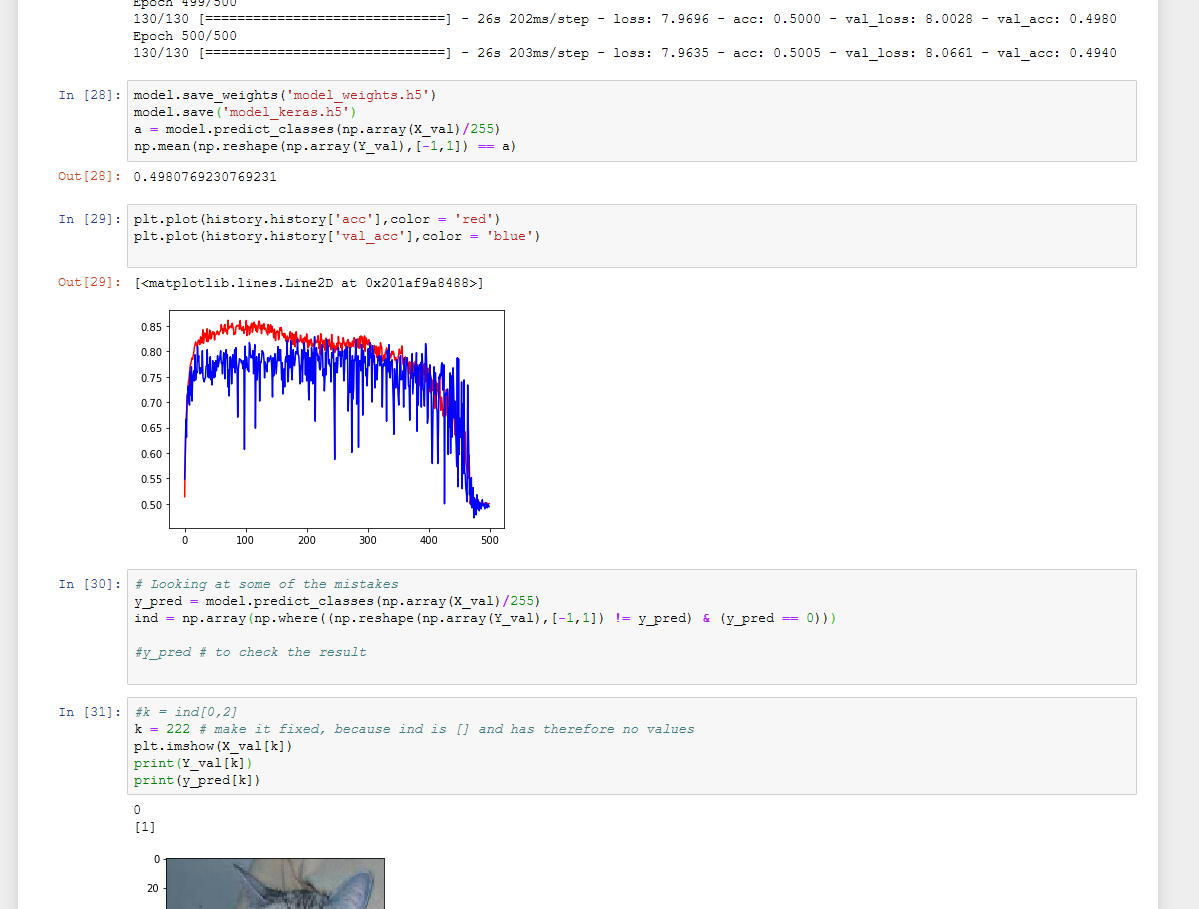 Epoch 499/500
130/130 [==============================] - 26s 202ms/step - loss: 7.9696 - acc: 0.5000 - val_loss: 8.0028 - val_acc: 0.4980
Epoch 500/500
130/130 [==============================] - 26s 203ms/step - loss: 7.9635 - acc: 0.5005 - val_loss: 8.0661 - val_acc: 0.4940
In [28]: model.save_weights('model_weights.h5')
model.save('model_keras.h5')
a = model.predict_classes(np.array(X_val)/255)
np.mean(np.reshape(np.array(Y_val),[-1,1]) == a)
Out[28]: 0.4980769230769231
In [29]: plt.plot(history.history['acc'],color = 'red')
plt.plot(history.history['val_acc'],color = 'blue')
Out[29]: [<matplotlib.lines.Line2D at 0x201af9a8488>]
0.85
0.80
0.75
0.70
0.65
0.60
0.55
0.50
0 100 200 300 400 500
In [30]: # Looking at some of the mistakes
y_pred = model.predict_classes(np.array(X_val)/255)
ind = np.array(np.where((np.reshape(np.array(Y_val),[-1,1]) != y_pred) & (y_pred == 0)))
#y_pred # to check the result
In [31]: #k = ind[0,2]
k = 222 # make it fixed, because ind is [] and has therefore no values
plt.imshow(X_val[k])
print(Y_val[k])
print(y_pred[k])
0
[1]
0
20